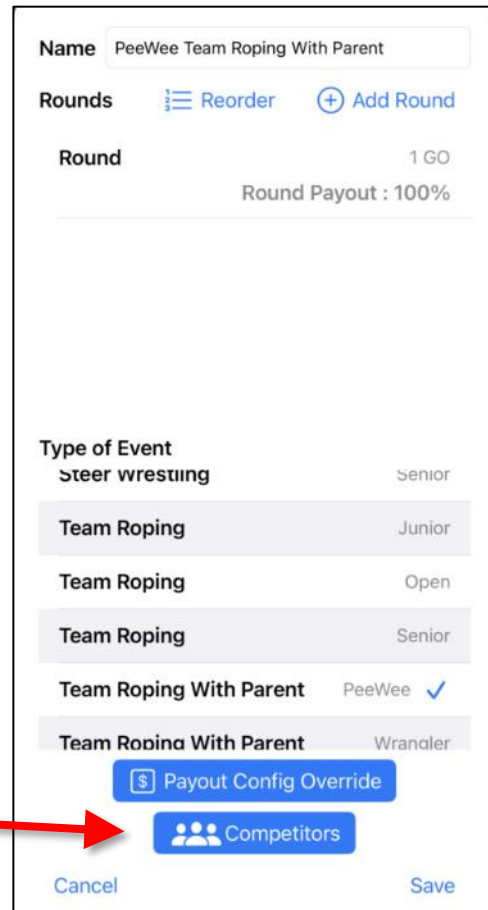 Name PeeWee Team Roping With Parent
Rounds Reorder Add Round
Round 1 GO
Round Payout : 100%
Type of Event
Steer Wrestling Senior
Team Roping Junior
Team Roping Open
Team Roping Senior
Team Roping With Parent PeeWee
Team Roping With Parent Wrangler
$ Payout Config Override
Competitors
Cancel Save